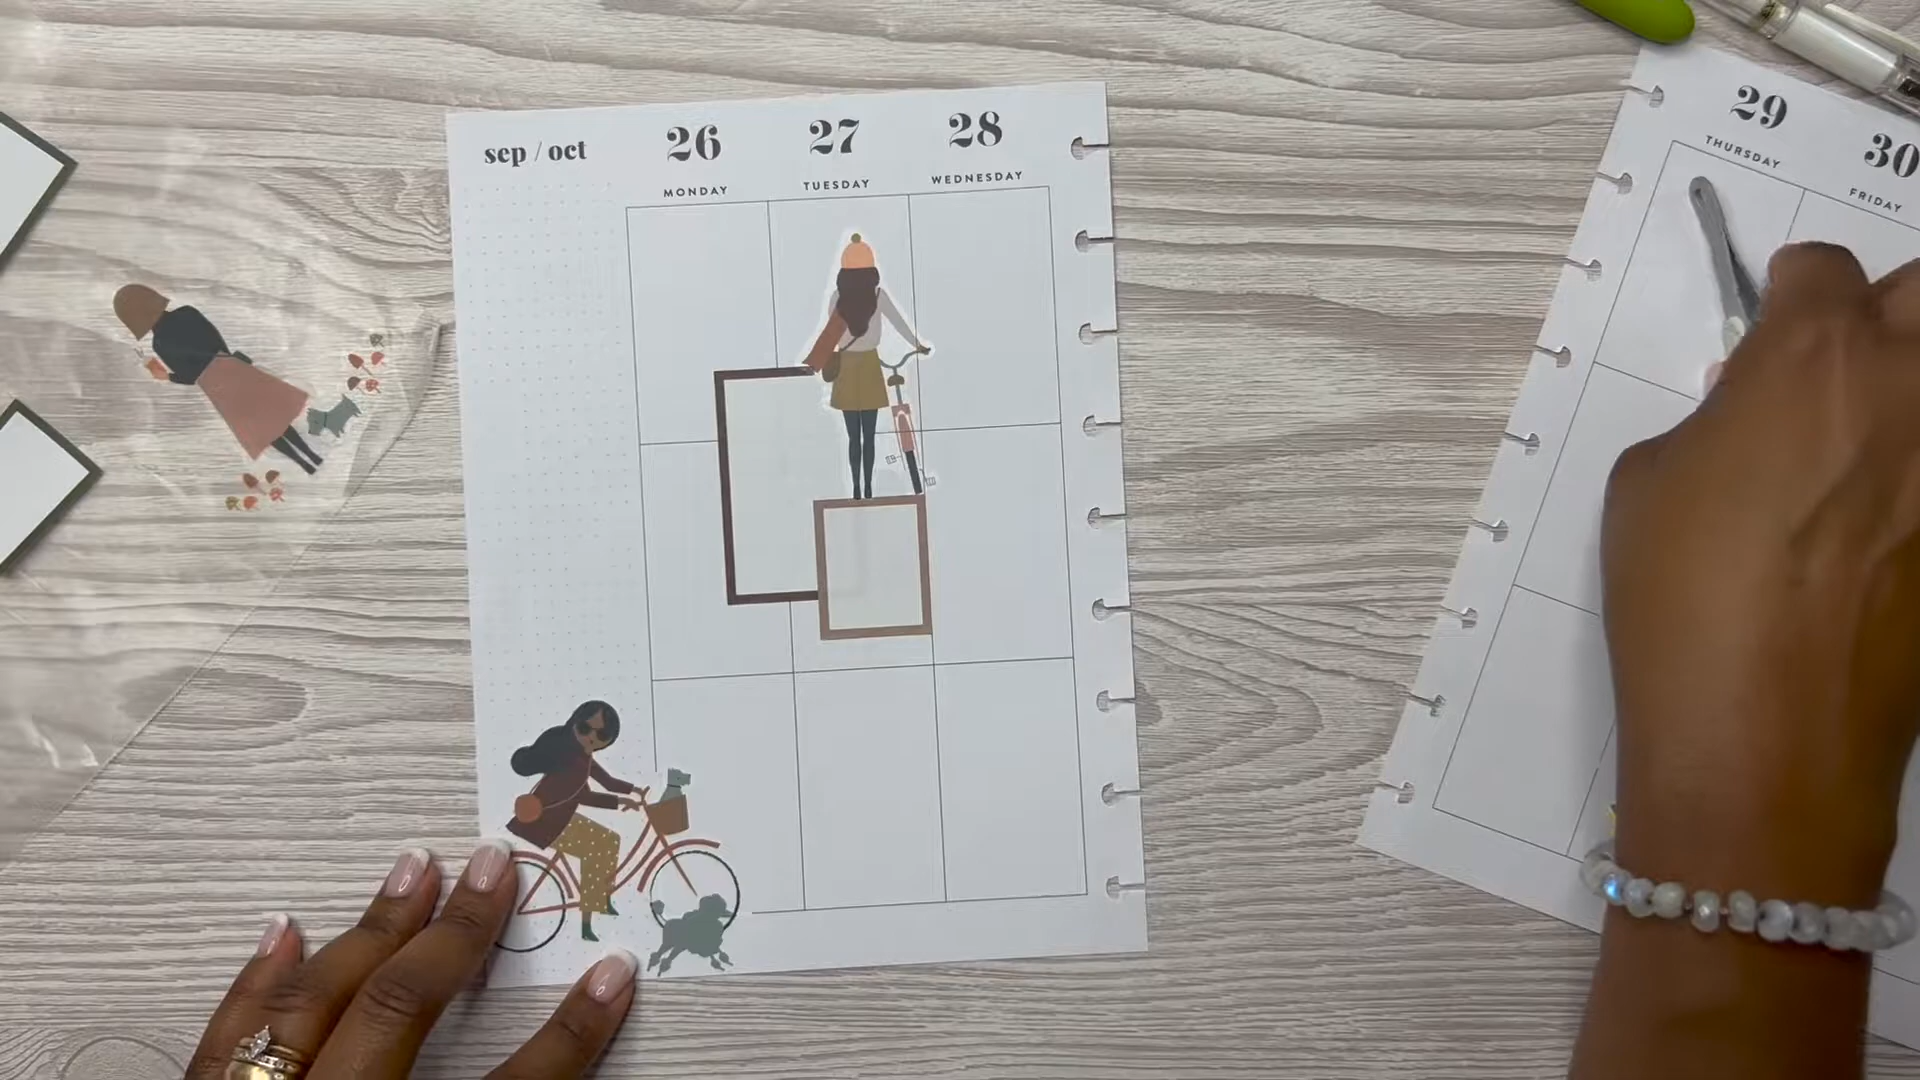 sep / oct
26 27 28
MONDAY TUESDAY WEDNESDAY
29 30
THURSDAY FRIDAY